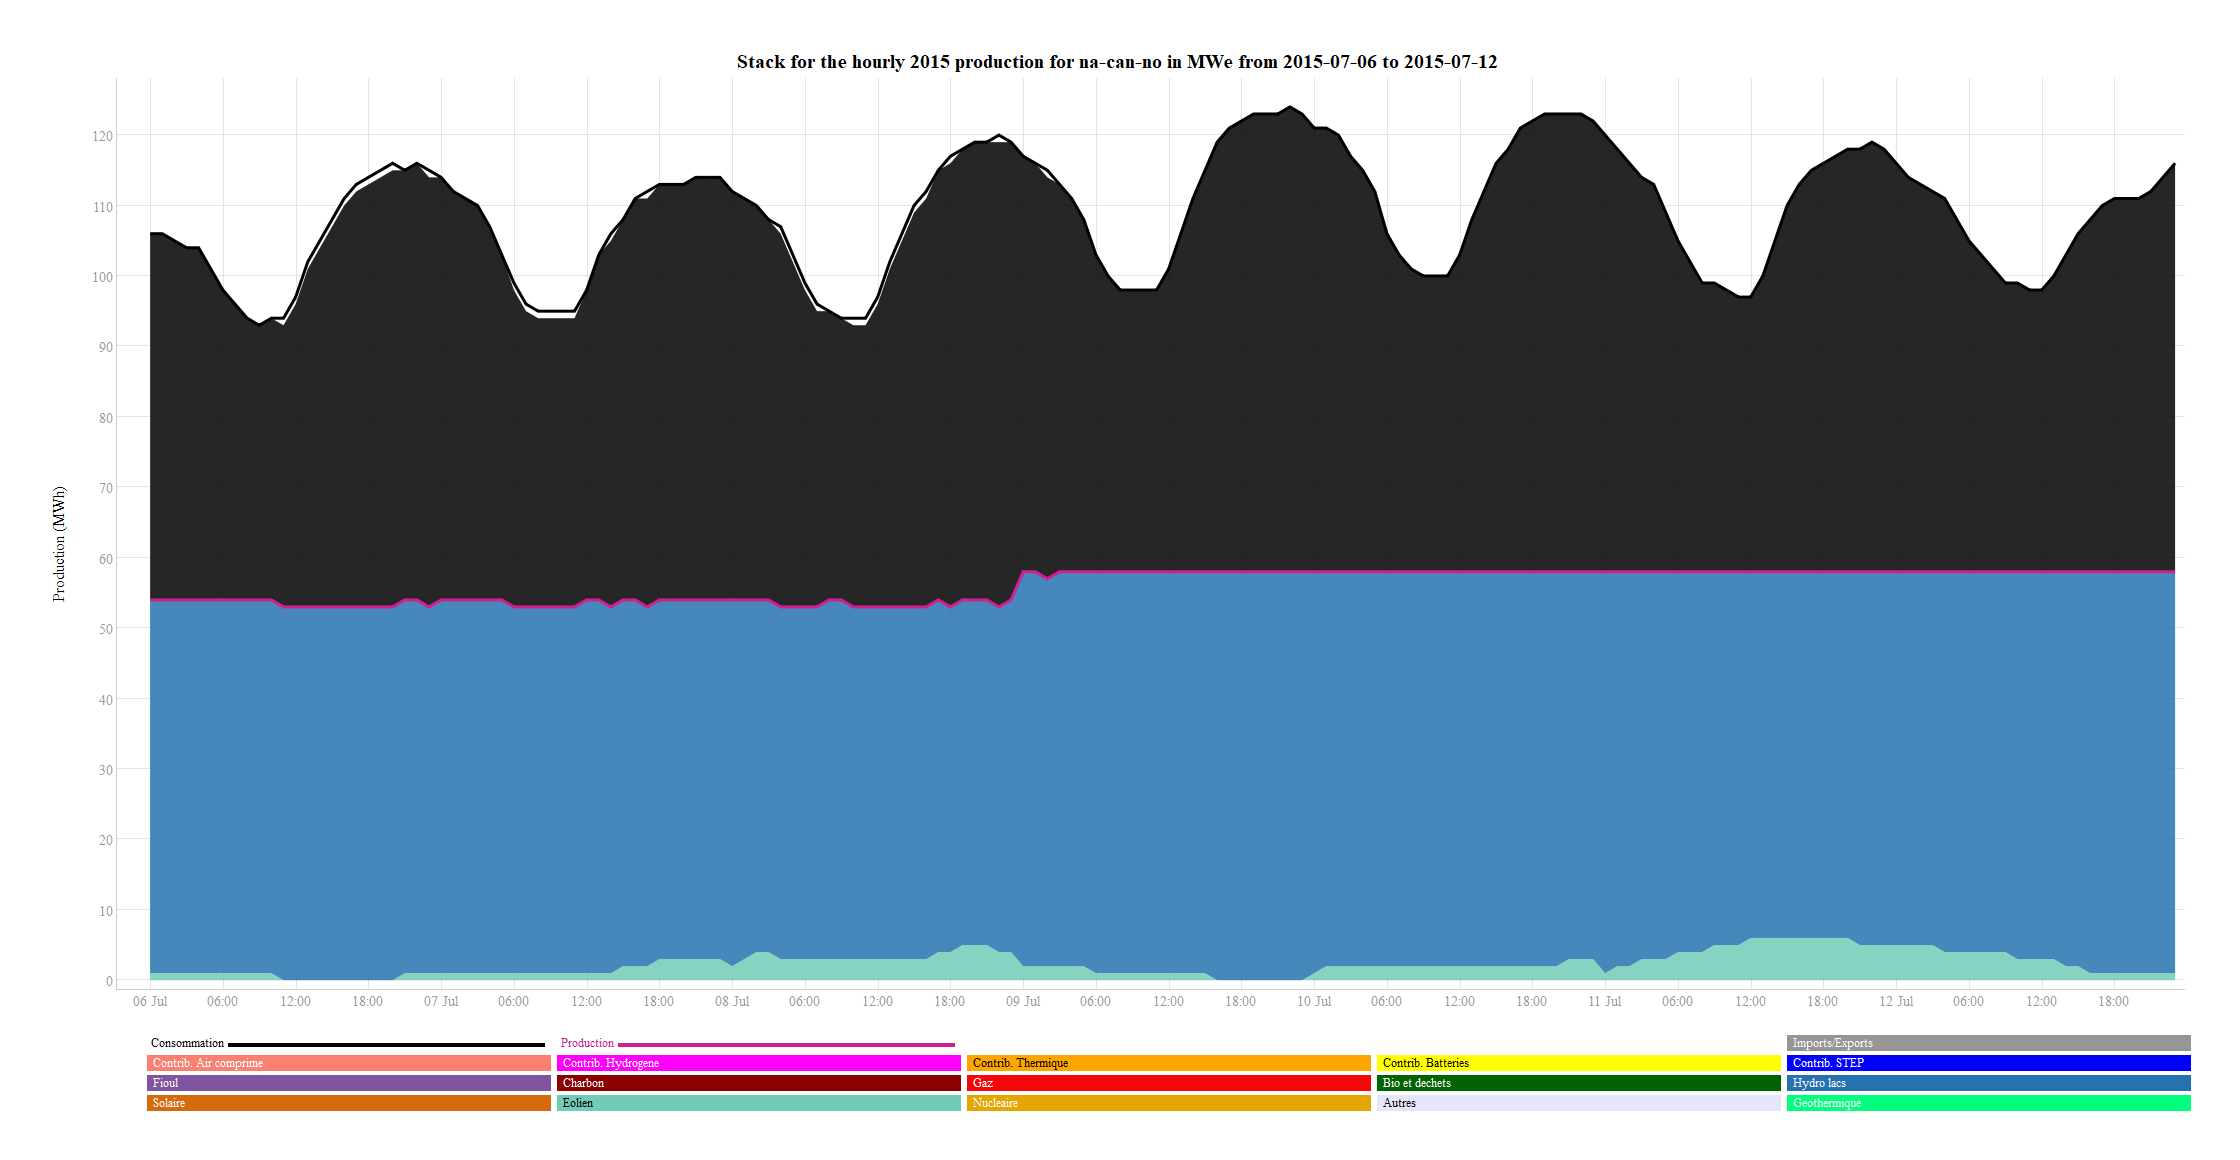 Stack for the hourly 2015 production for na-can-no in MWe from 2015-07-06 to 2015-07-12
Production (MWh)
120
110
100
90
80
70
60
50
40
30
20
10
0
06 Jul 06:00 12:00 18:00 07 Jul 06:00 12:00 18:00 08 Jul 06:00 12:00 18:00 09 Jul 06:00 12:00 18:00 10 Jul 06:00 12:00 18:00 11 Jul 06:00 12:00 18:00 12 Jul 06:00 12:00 18:00
Consommation Production Imports/Exports
Contrib. Air comprime Contrib. Hydrogene Contrib. Thermique Contrib. Batteries Contrib. STEP
Fioul Charbon Gaz Bio et dechets Hydro lacs
Solaire Eolien Nucleaire Autres Geothermique